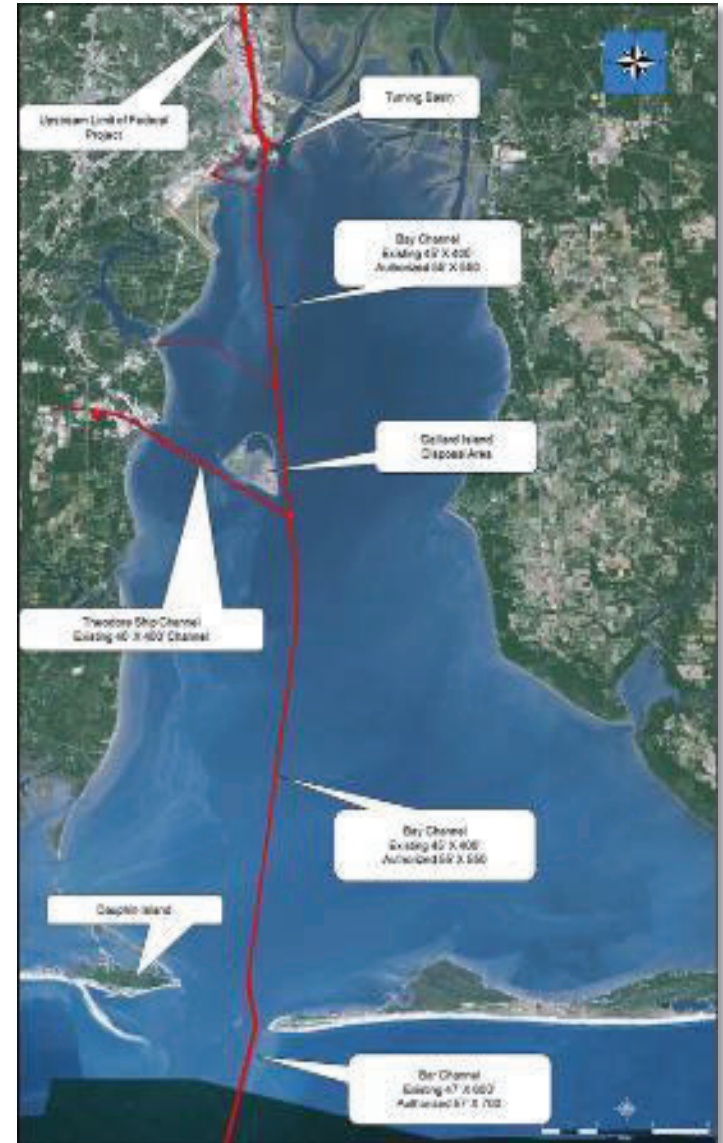 Upstream Limit of Federal
Project
Turning Basin
Bay Channel
Existing 45' X 400'
Authorized 55' X 550
Gaillard Island
Disposal Area
Theodore Ship Channel
Existing 40' X 400' Channel
Bay Channel
Existing 45' X 400'
Authorized 55' X 550
Dauphin Island
Bar Channel
Existing 47' X 600'
Authorized 57' X 700